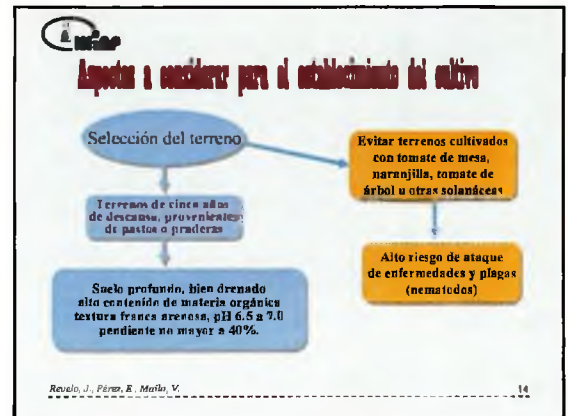 INIAP
Aspectos a considerar para el establecimiento del cultivo
Selección del terreno
Terrenos de cinco años
de descanso, provenientes
de pastos o praderas
Suelo profundo, bien drenado
alto contenido de materia orgánica
textura franca arenosa, pH 6.5 a 7.0
pendiente no mayor a 40%.
Evitar terrenos cultivados
con tomate de mesa,
naranjilla, tomate de
árbol u otras solanáceas
Alto riesgo de ataque
de enfermedades y plagas
(nematodos)
Revelo, J., Pérez, E., Maila, V.
14